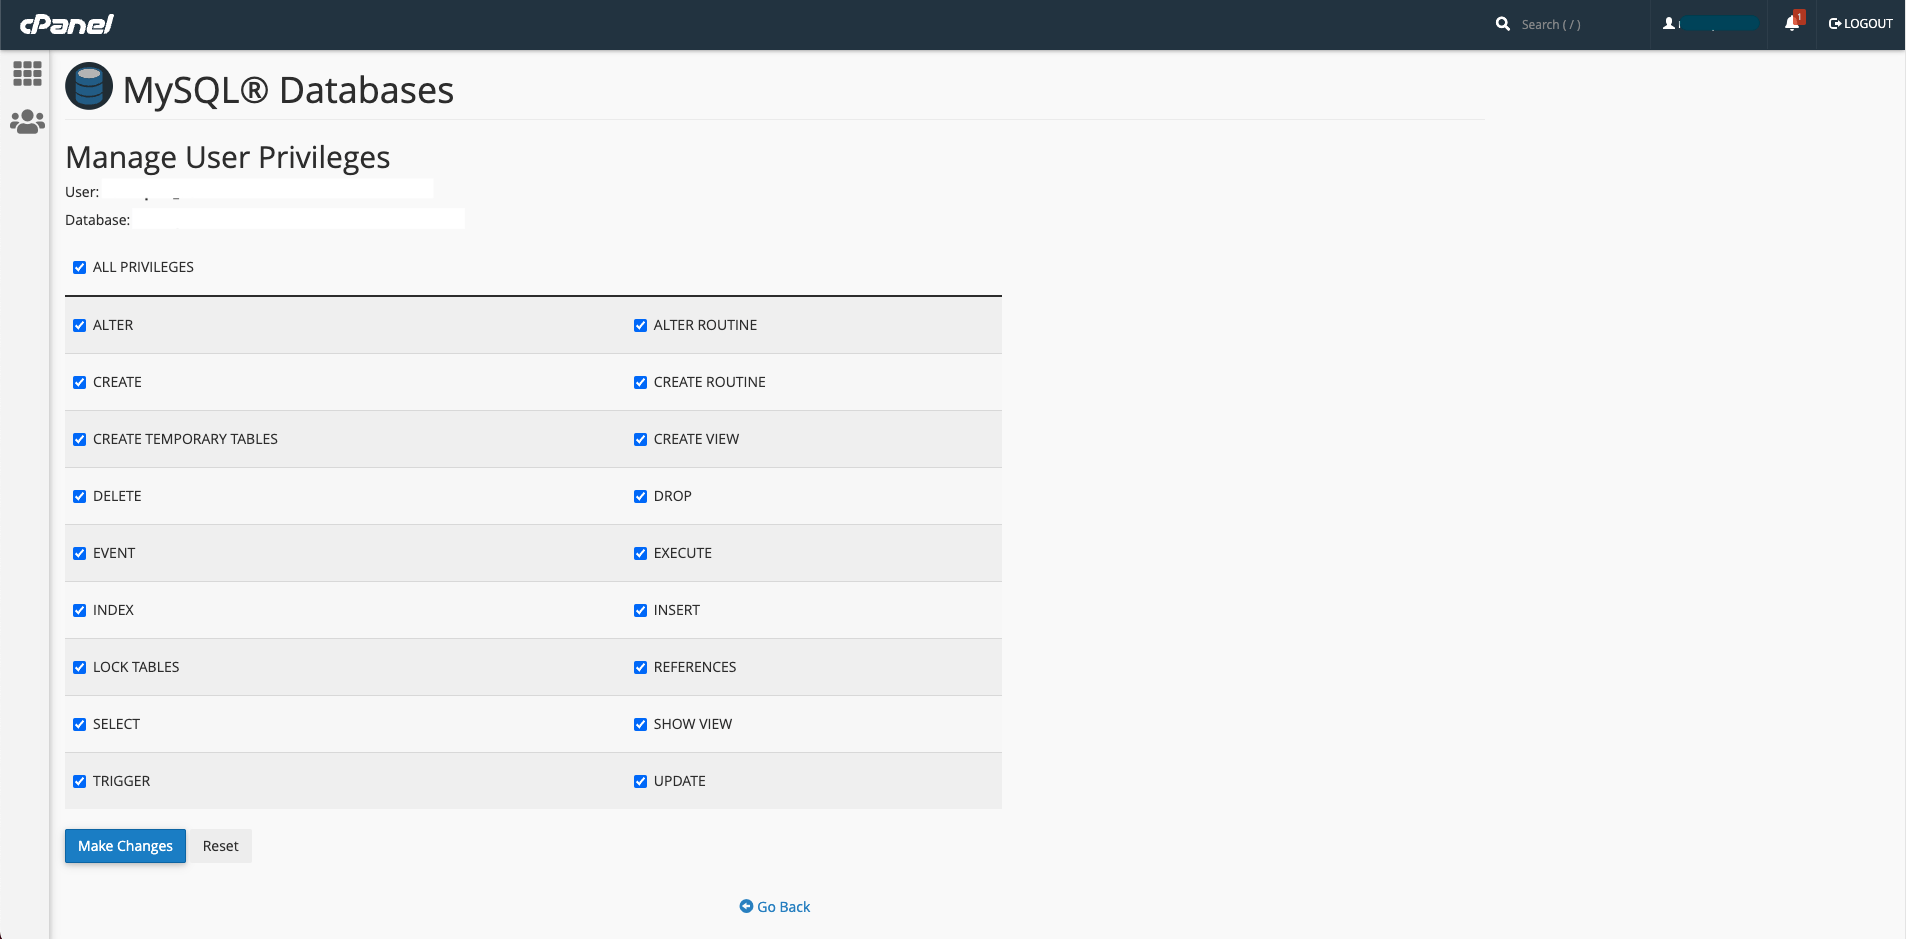 cPanel
Search ( / )
1
LOGOUT
MySQL® Databases
Manage User Privileges
User:
Database:
ALL PRIVILEGES
ALTER
ALTER ROUTINE
CREATE
CREATE ROUTINE
CREATE TEMPORARY TABLES
CREATE VIEW
DELETE
DROP
EVENT
EXECUTE
INDEX
INSERT
LOCK TABLES
REFERENCES
SELECT
SHOW VIEW
TRIGGER
UPDATE
Make Changes
Reset
Go Back